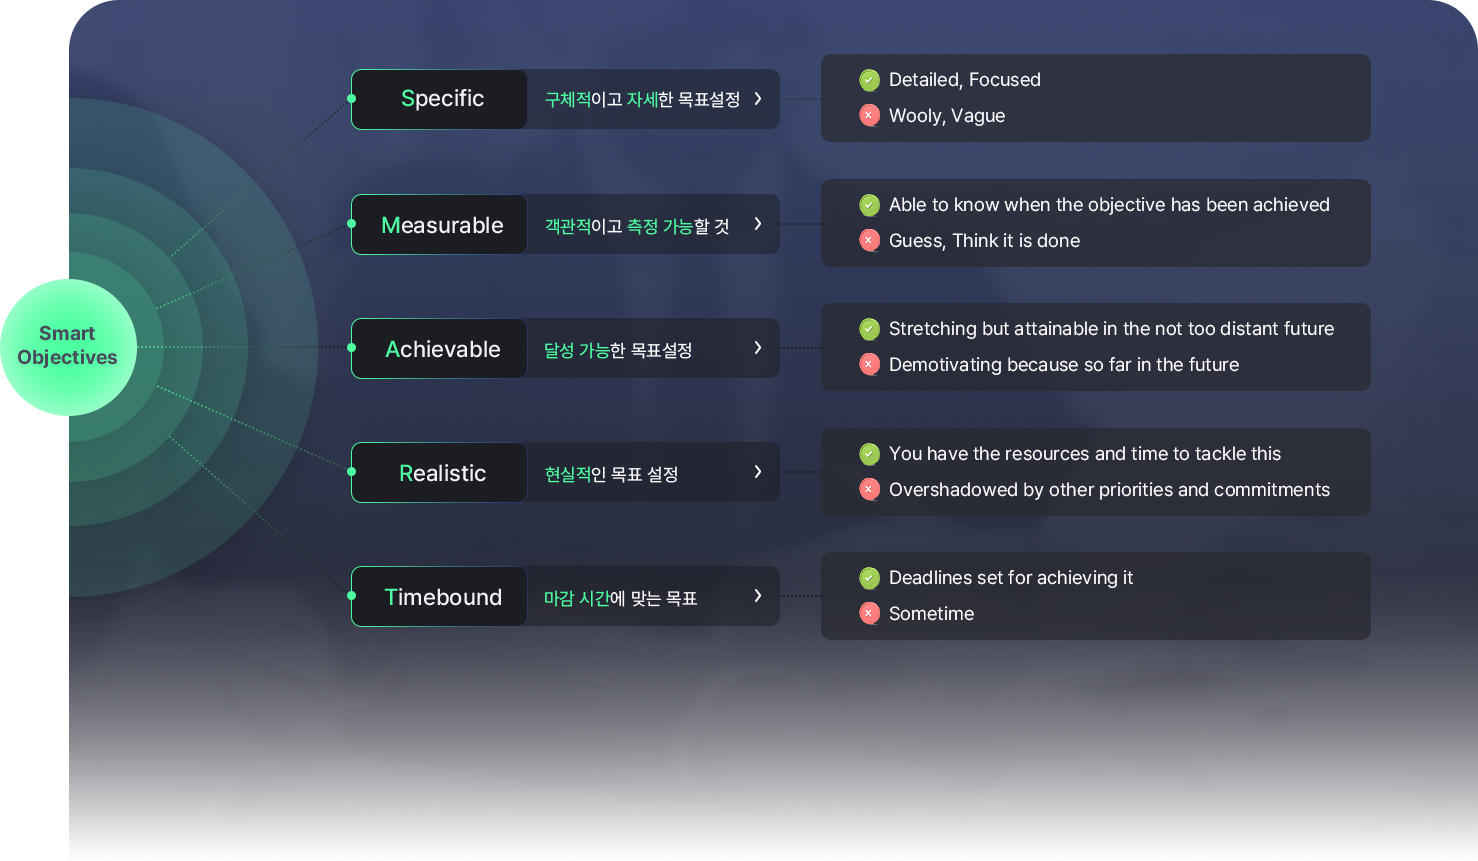 Smart
Objectives
Specific
구체적이고 자세한 목표설정
Detailed, Focused
Wooly, Vague
Measurable
객관적이고 측정 가능할 것
Able to know when the objective has been achieved
Guess, Think it is done
Achievable
달성 가능한 목표설정
Stretching but attainable in the not too distant future
Demotivating because so far in the future
Realistic
현실적인 목표 설정
You have the resources and time to tackle this
Overshadowed by other priorities and commitments
Timebound
마감 시간에 맞는 목표
Deadlines set for achieving it
Sometime